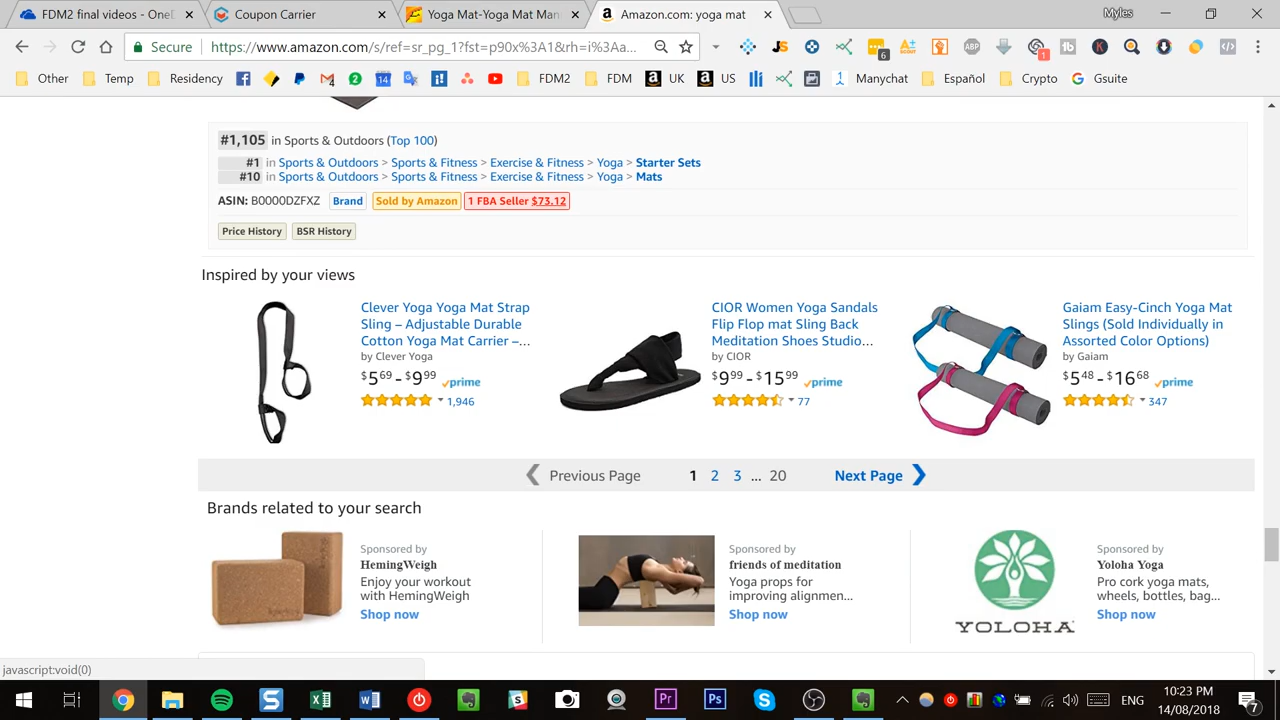 FDM2 final videos - OneD
Coupon Carrier
Yoga Mat-Yoga Mat Man
Amazon.com: yoga mat
Myles
Secure
https://www.amazon.com/s/ref=sr_pg_1?fst=p90x%3A1&rh=i%3Aa...
Other
Temp
Residency
FDM2
FDM
UK
US
Manychat
Español
Crypto
Gsuite
#1,105 in Sports & Outdoors (Top 100)
#1 in Sports & Outdoors > Sports & Fitness > Exercise & Fitness > Yoga > Starter Sets
#10 in Sports & Outdoors > Sports & Fitness > Exercise & Fitness > Yoga > Mats
ASIN: B0000DZFXZ Brand Sold by Amazon 1 FBA Seller $73.12
Price History BSR History
Inspired by your views
Clever Yoga Yoga Mat Strap
Sling – Adjustable Durable
Cotton Yoga Mat Carrier –...
by Clever Yoga
$5 69 - $9 99 prime
1,946
CIOR Women Yoga Sandals
Flip Flop mat Sling Back
Meditation Shoes Studio...
by CIOR
$9 99 - $15 99 prime
77
Gaiam Easy-Cinch Yoga Mat
Slings (Sold Individually in
Assorted Color Options)
by Gaiam
$5 48 - $16 68 prime
347
Previous Page 1 2 3 ... 20 Next Page
Brands related to your search
Sponsored by
HemingWeigh
Enjoy your workout
with HemingWeigh
Shop now
Sponsored by
friends of meditation
Yoga props for
improving alignmen...
Shop now
YOLOHA
Sponsored by
Yoloha Yoga
Pro cork yoga mats,
wheels, bottles, bag...
Shop now
javascript:void(0)
ENG
10:23 PM
14/08/2018